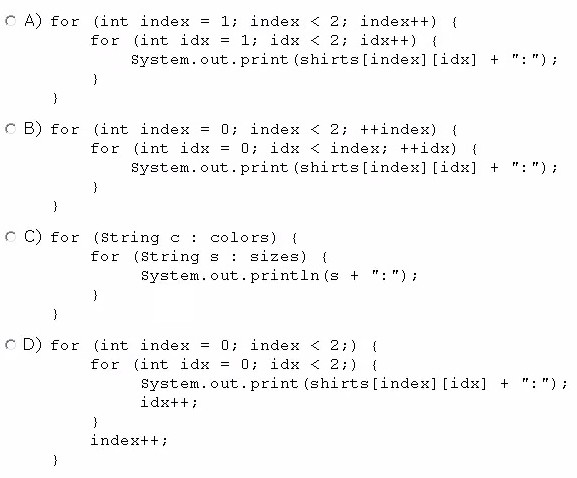 A) for (int index = 1; index < 2; index++) {
for (int idx = 1; idx < 2; idx++) {
System.out.print(shirts[index][idx] + ":");
}
}
B) for (int index = 0; index < 2; ++index) {
for (int idx = 0; idx < index; ++idx) {
System.out.print(shirts[index][idx] + ":");
}
}
C) for (String c : colors) {
for (String s : sizes) {
System.out.println(s + ":");
}
}
D) for (int index = 0; index < 2;) {
for (int idx = 0; idx < 2;) {
System.out.print(shirts[index][idx] + ":");
idx++;
}
index++;
}